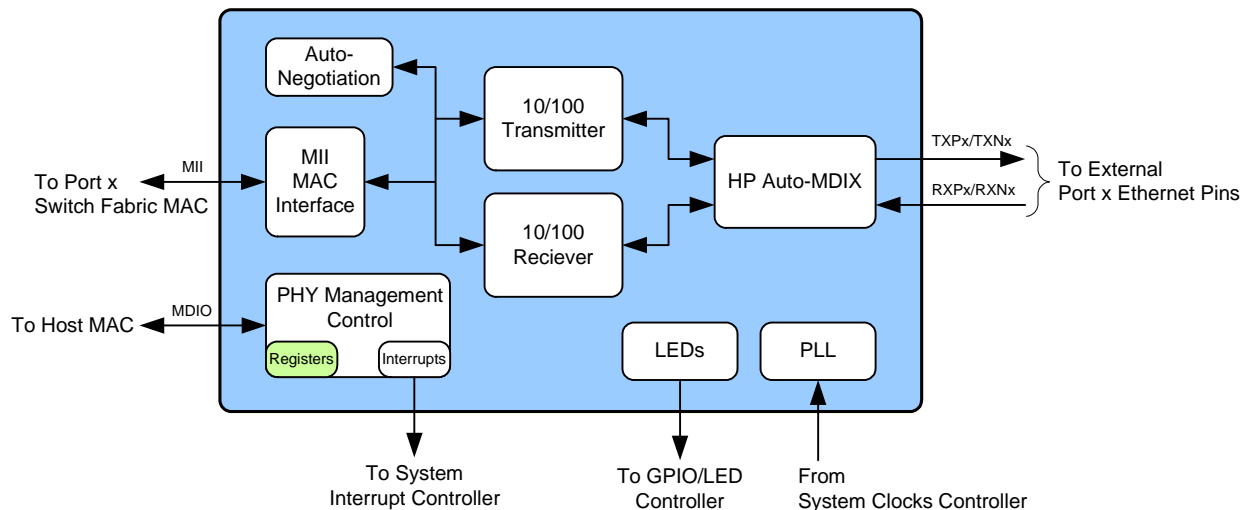 Auto-
Negotiation
10/100
Transmitter
MII
MAC
Interface
MII
To Port x
Switch Fabric MAC
HP Auto-MDIX
TXPx/TXNx
RXPx/RXNx
To External
Port x Ethernet Pins
10/100
Reciever
PHY Management
Control
Registers
Interrupts
MDIO
To Host MAC
LEDs
PLL
To System
Interrupt Controller
To GPIO/LED
Controller
From
System Clocks Controller